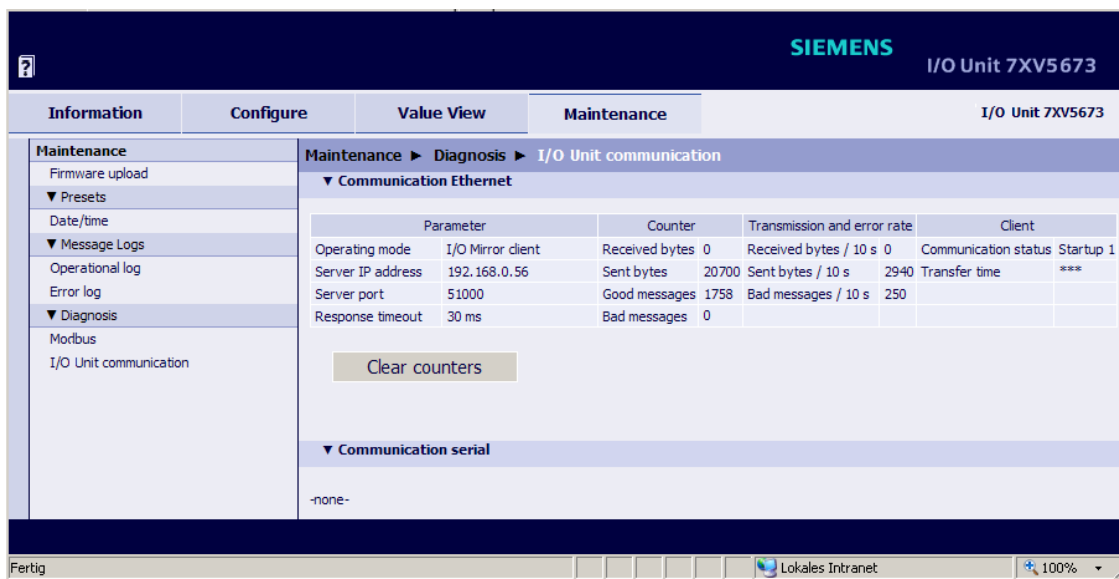 SIEMENS
I/O Unit 7XV5673
Information Configure Value View Maintenance I/O Unit 7XV5673
Maintenance
Firmware upload
▼ Presets
Date/time
▼ Message Logs
Operational log
Error log
▼ Diagnosis
Modbus
I/O Unit communication
Maintenance ► Diagnosis ► I/O Unit communication
▼ Communication Ethernet
Parameter Counter Transmission and error rate Client
Operating mode I/O Mirror client Received bytes 0 Received bytes / 10 s 0 Communication status Startup 1
Server IP address 192.168.0.56 Sent bytes 20700 Sent bytes / 10 s 2940 Transfer time ***
Server port 51000 Good messages 1758 Bad messages / 10 s 250
Response timeout 30 ms Bad messages 0
Clear counters
▼ Communication serial
-none-
Fertig Lokales Intranet 100%